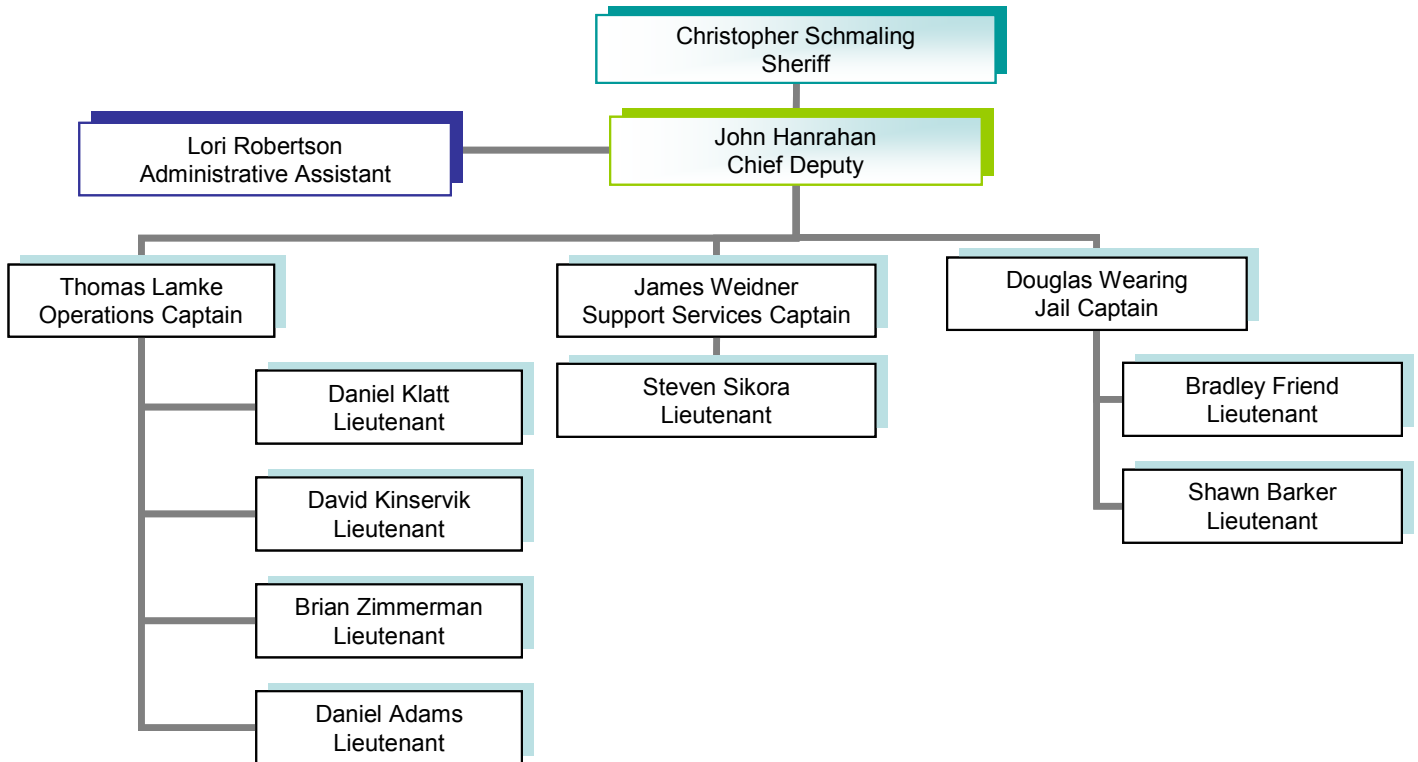 Christopher Schmaling
Sheriff
Lori Robertson
Administrative Assistant
John Hanrahan
Chief Deputy
Thomas Lamke
Operations Captain
James Weidner
Support Services Captain
Douglas Wearing
Jail Captain
Daniel Klatt
Lieutenant
David Kinservik
Lieutenant
Brian Zimmerman
Lieutenant
Daniel Adams
Lieutenant
Steven Sikora
Lieutenant
Bradley Friend
Lieutenant
Shawn Barker
Lieutenant